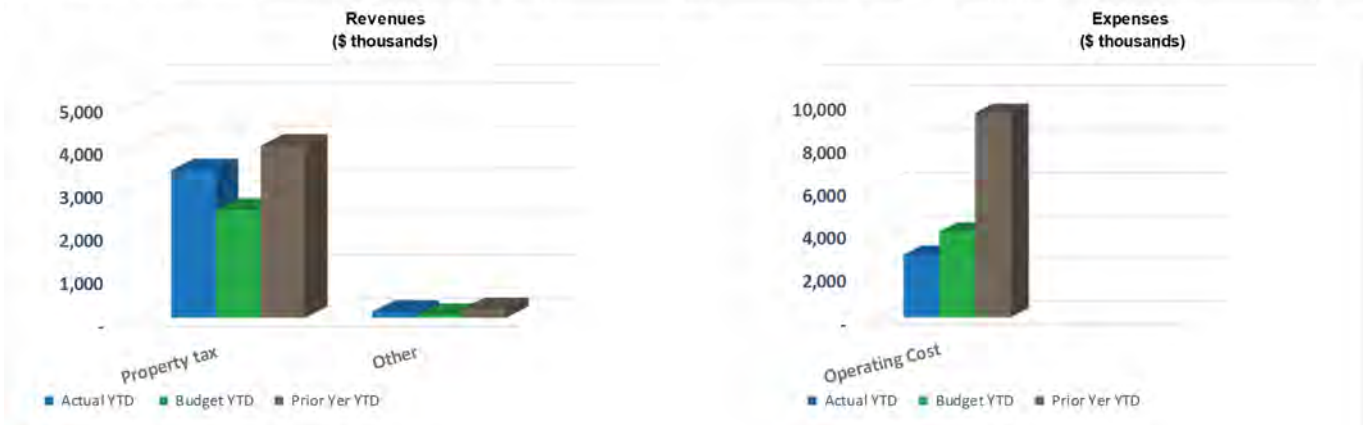 Revenues
($ thousands)
5,000
4,000
3,000
2,000
1,000
-
Property tax
Other
Actual YTD Budget YTD Prior Yer YTD
Expenses
($ thousands)
10,000
8,000
6,000
4,000
2,000
-
Operating Cost
Actual YTD Budget YTD Prior Yer YTD